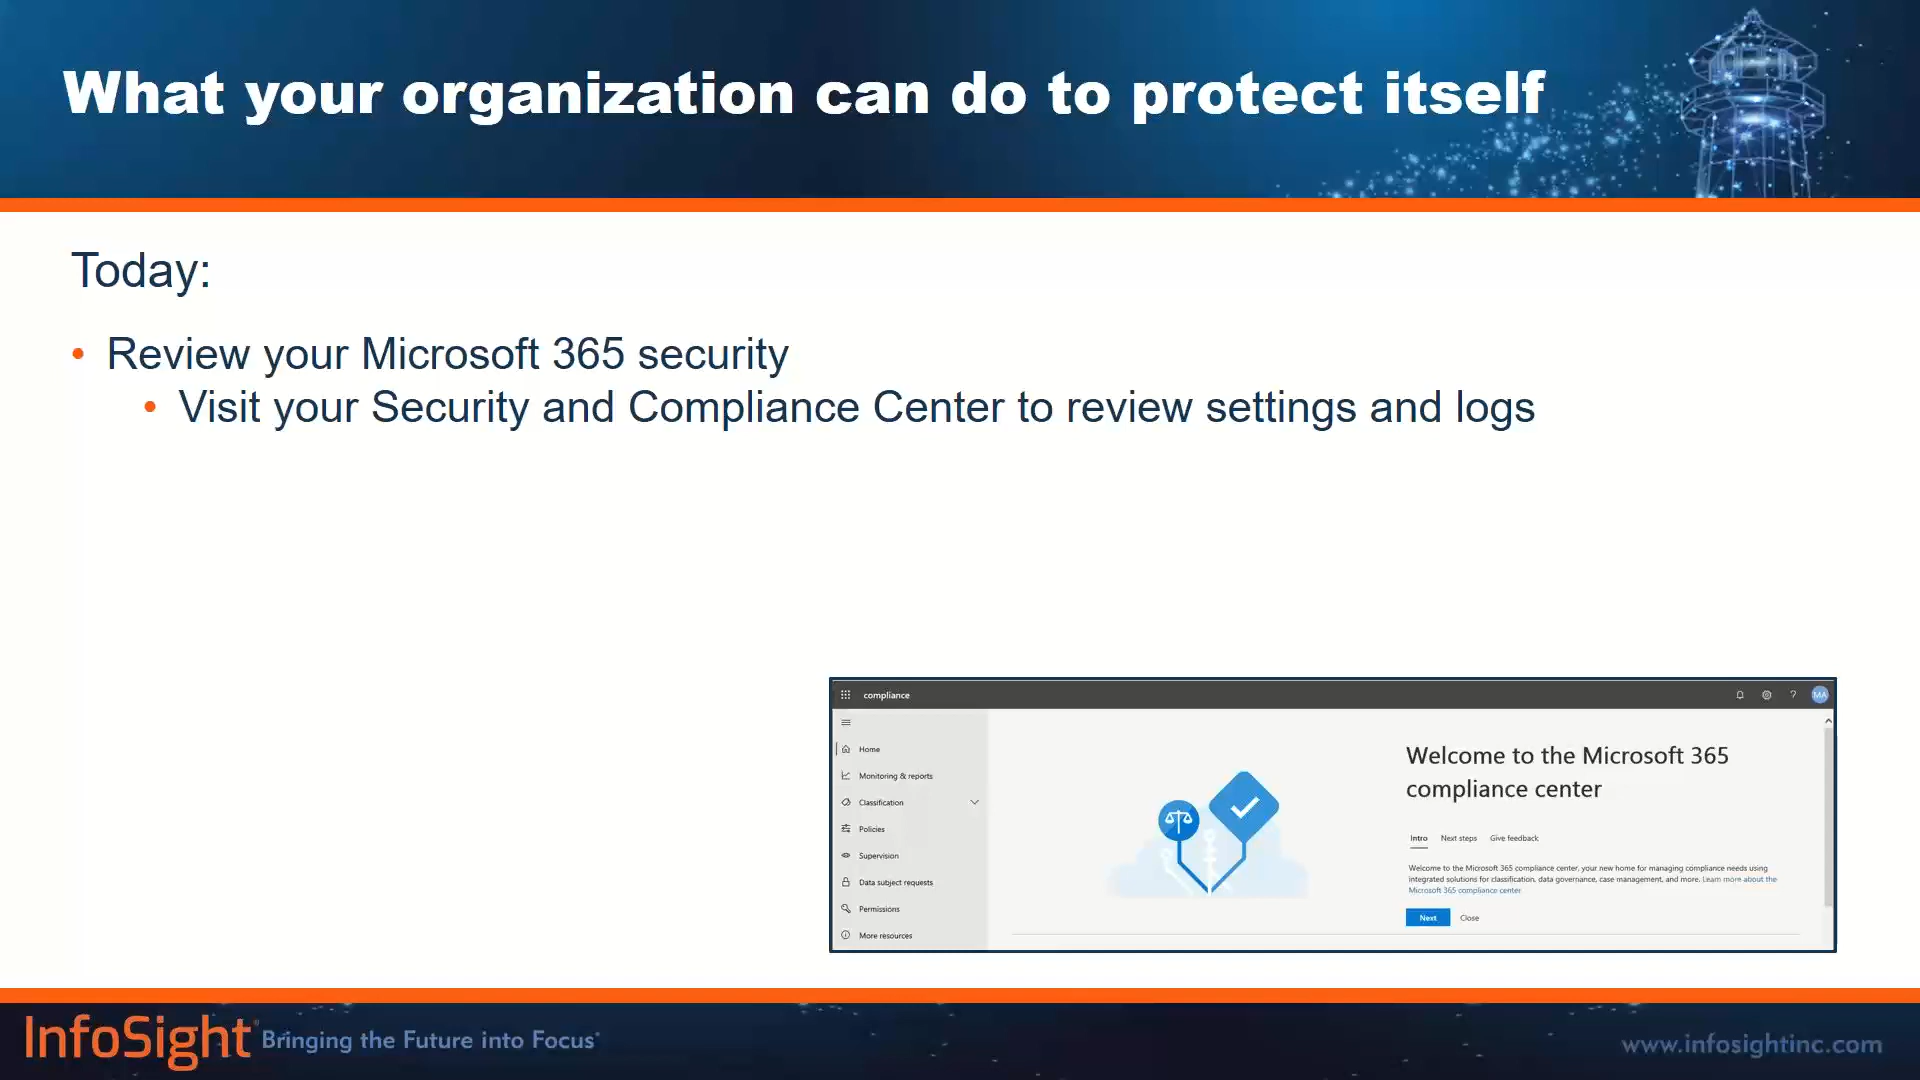 What your organization can do to protect itself
Today:
• Review your Microsoft 365 security
• Visit your Security and Compliance Center to review settings and logs
compliance
? MA
Home
Monitoring & reports
Classification
Policies
Supervision
Data subject requests
Permissions
More resources
Welcome to the Microsoft 365
compliance center
Intro Next steps Give feedback
Welcome to the Microsoft 365 compliance center, your new home for managing compliance needs using
integrated solutions for classification, data governance, case management, and more. Learn more about the
Microsoft 365 compliance center
Next Close
InfoSight® Bringing the Future into Focus®
www.infosightinc.com